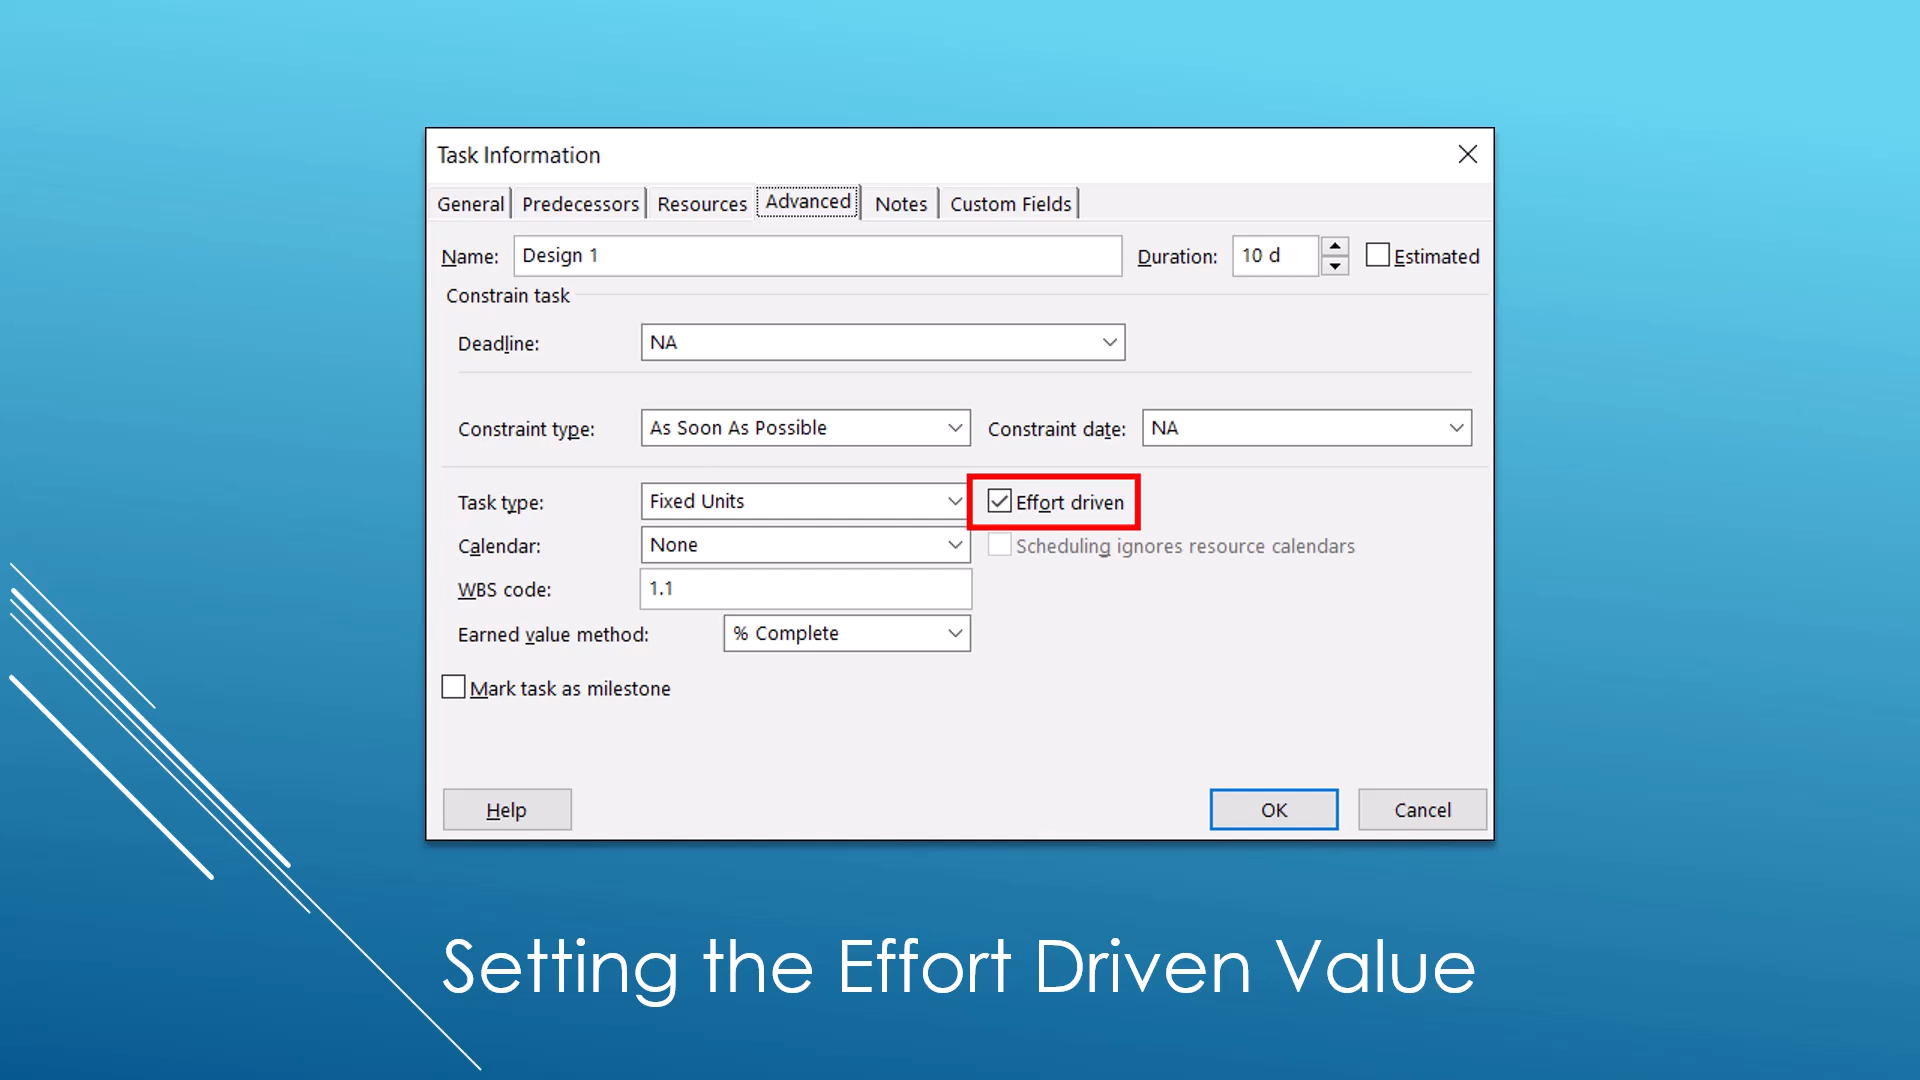 Task Information
General Predecessors Resources Advanced Notes Custom Fields
Name: Design 1 Duration: 10 d Estimated
Constrain task
Deadline: NA
Constraint type: As Soon As Possible Constraint date: NA
Task type: Fixed Units Effort driven
Calendar: None Scheduling ignores resource calendars
WBS code: 1.1
Earned value method: % Complete
Mark task as milestone
Help OK Cancel
Setting the Effort Driven Value